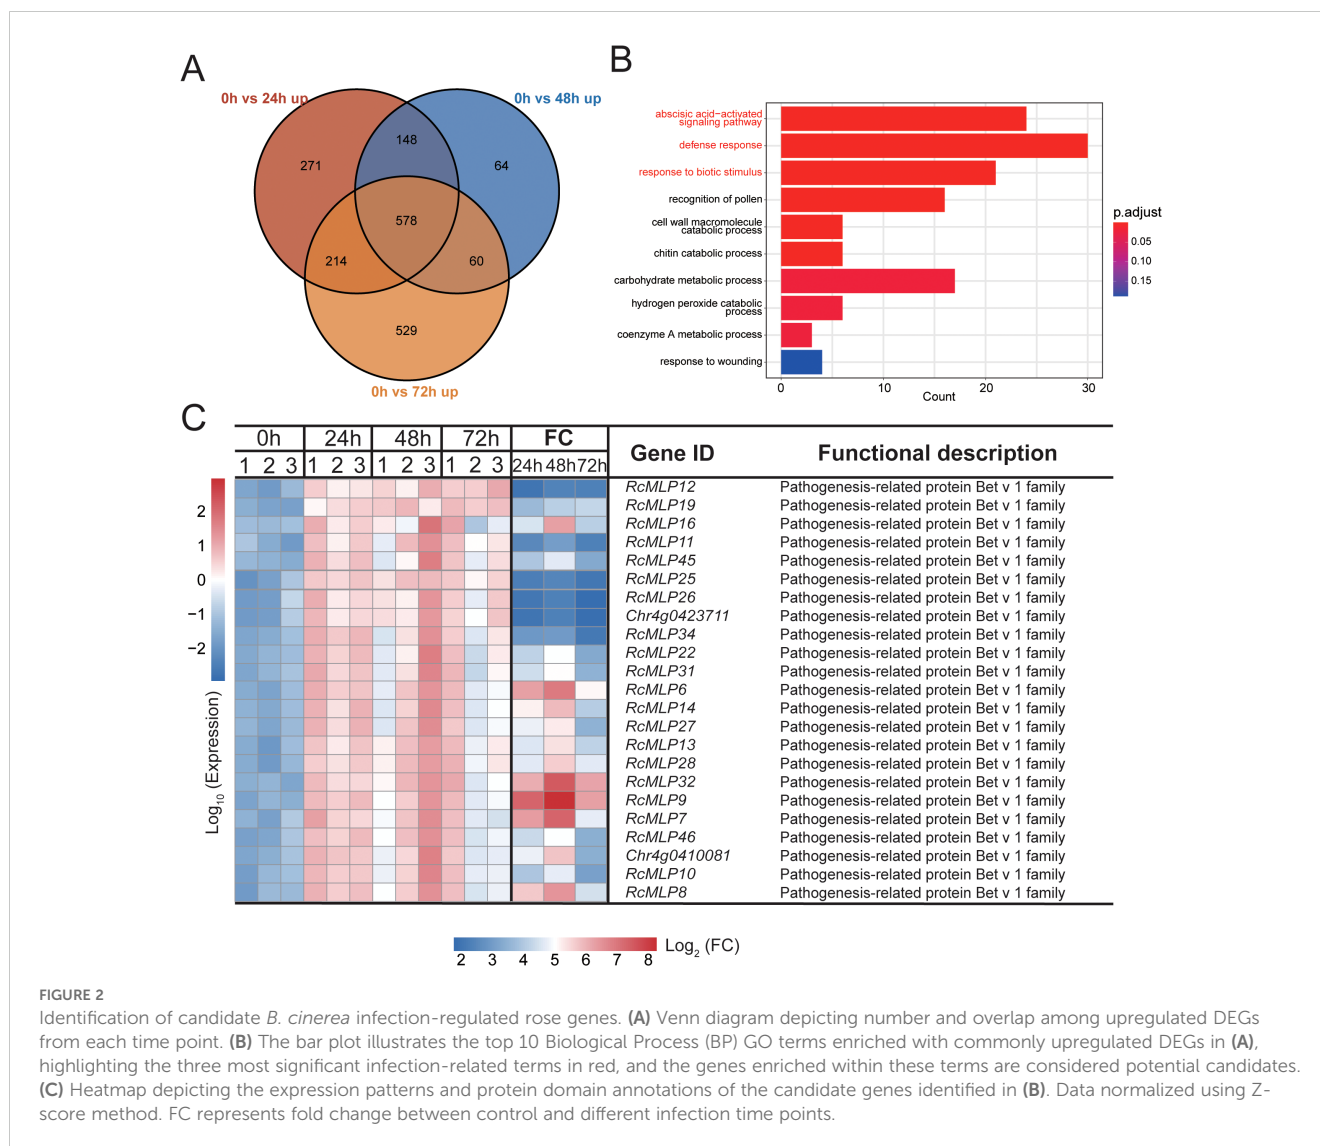 A
0h vs 24h up
0h vs 48h up
148
271
64
578
214
60
529
0h vs 72h up
B
abscisic acid−activated
signaling pathway
defense response
response to biotic stimulus
recognition of pollen
cell wall macromolecule
catabolic process
chitin catabolic process
carbohydrate metabolic process
hydrogen peroxide catabolic
process
coenzyme A metabolic process
response to wounding
0 10 20 30
Count
p.adjust
0.05
0.10
0.15
C
0h 24h 48h 72h FC Gene ID Functional description
1 2 3 1 2 3 1 2 3 1 2 3 24h 48h 72h
RcMLP12 Pathogenesis-related protein Bet v 1 family
RcMLP19 Pathogenesis-related protein Bet v 1 family
RcMLP16 Pathogenesis-related protein Bet v 1 family
RcMLP11 Pathogenesis-related protein Bet v 1 family
RcMLP45 Pathogenesis-related protein Bet v 1 family
RcMLP25 Pathogenesis-related protein Bet v 1 family
RcMLP26 Pathogenesis-related protein Bet v 1 family
Chr4g0423711 Pathogenesis-related protein Bet v 1 family
RcMLP34 Pathogenesis-related protein Bet v 1 family
RcMLP22 Pathogenesis-related protein Bet v 1 family
RcMLP31 Pathogenesis-related protein Bet v 1 family
RcMLP6 Pathogenesis-related protein Bet v 1 family
RcMLP14 Pathogenesis-related protein Bet v 1 family
RcMLP27 Pathogenesis-related protein Bet v 1 family
RcMLP13 Pathogenesis-related protein Bet v 1 family
RcMLP28 Pathogenesis-related protein Bet v 1 family
RcMLP32 Pathogenesis-related protein Bet v 1 family
RcMLP9 Pathogenesis-related protein Bet v 1 family
RcMLP7 Pathogenesis-related protein Bet v 1 family
RcMLP46 Pathogenesis-related protein Bet v 1 family
Chr4g0410081 Pathogenesis-related protein Bet v 1 family
RcMLP10 Pathogenesis-related protein Bet v 1 family
RcMLP8 Pathogenesis-related protein Bet v 1 family
2
1
0
−1
−2
Log10 (Expression)
Log2 (FC)
2 3 4 5 6 7 8
FIGURE 2
Identification of candidate B. cinerea infection-regulated rose genes. (A) Venn diagram depicting number and overlap among upregulated DEGs
from each time point. (B) The bar plot illustrates the top 10 Biological Process (BP) GO terms enriched with commonly upregulated DEGs in (A),
highlighting the three most significant infection-related terms in red, and the genes enriched within these terms are considered potential candidates.
(C) Heatmap depicting the expression patterns and protein domain annotations of the candidate genes identified in (B). Data normalized using Z-
score method. FC represents fold change between control and different infection time points.